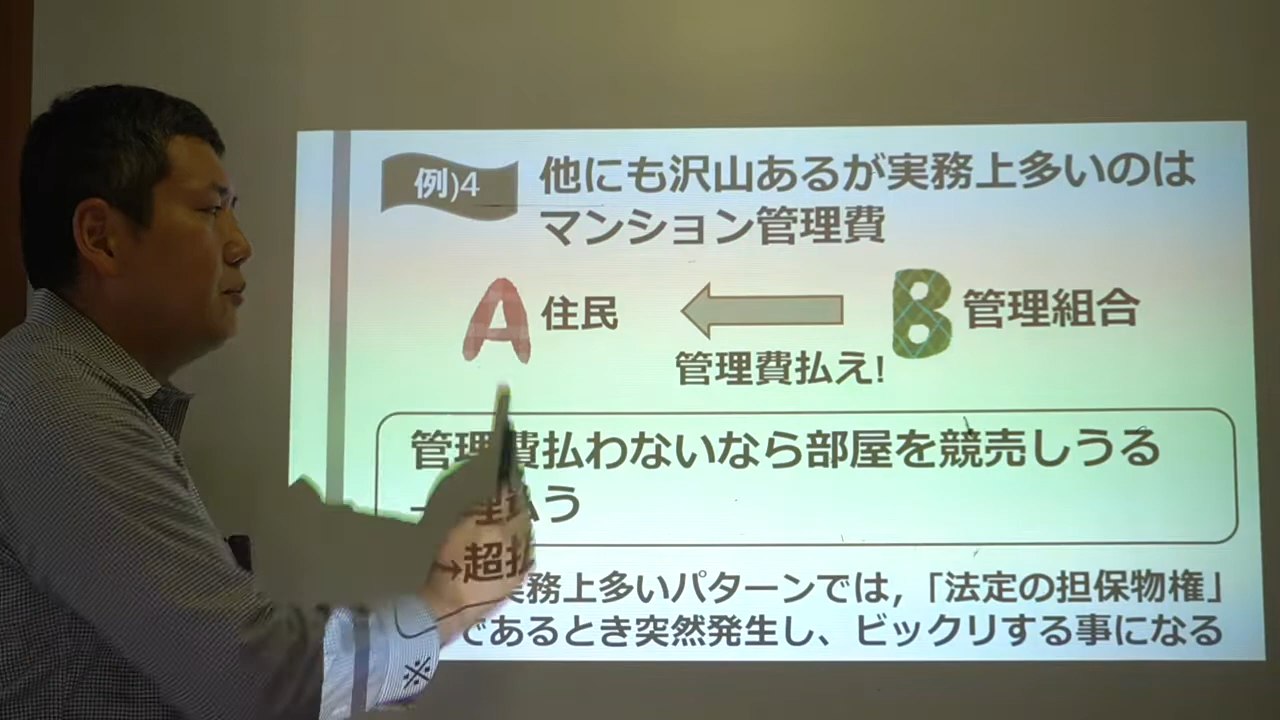 例)4
他にも沢山あるが実務上多いのは
マンション管理費
A 住民
B 管理組合
管理費払え!
管理費払わないなら部屋を競売しうる
払う
→超
※ 実務上多いパターンでは，「法定の担保物権」
であるとき突然発生し、ビックリする事になる